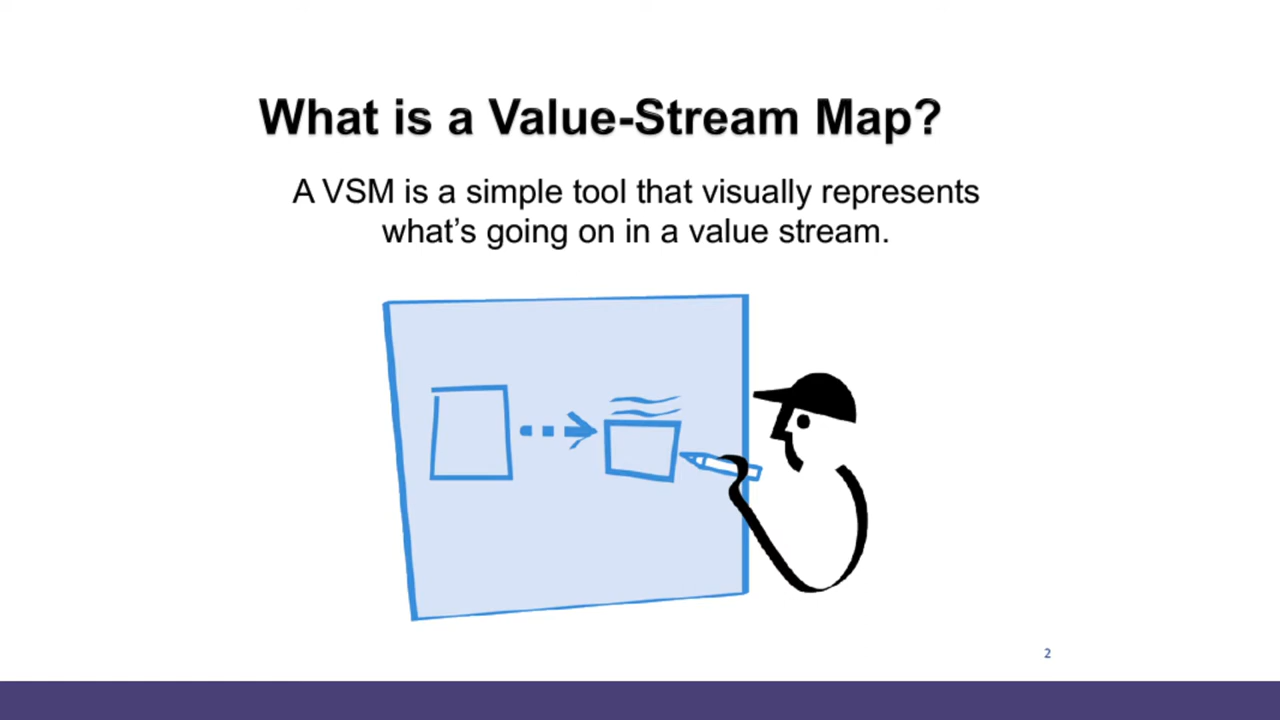 What is a Value-Stream Map?
A VSM is a simple tool that visually represents
what’s going on in a value stream.
2